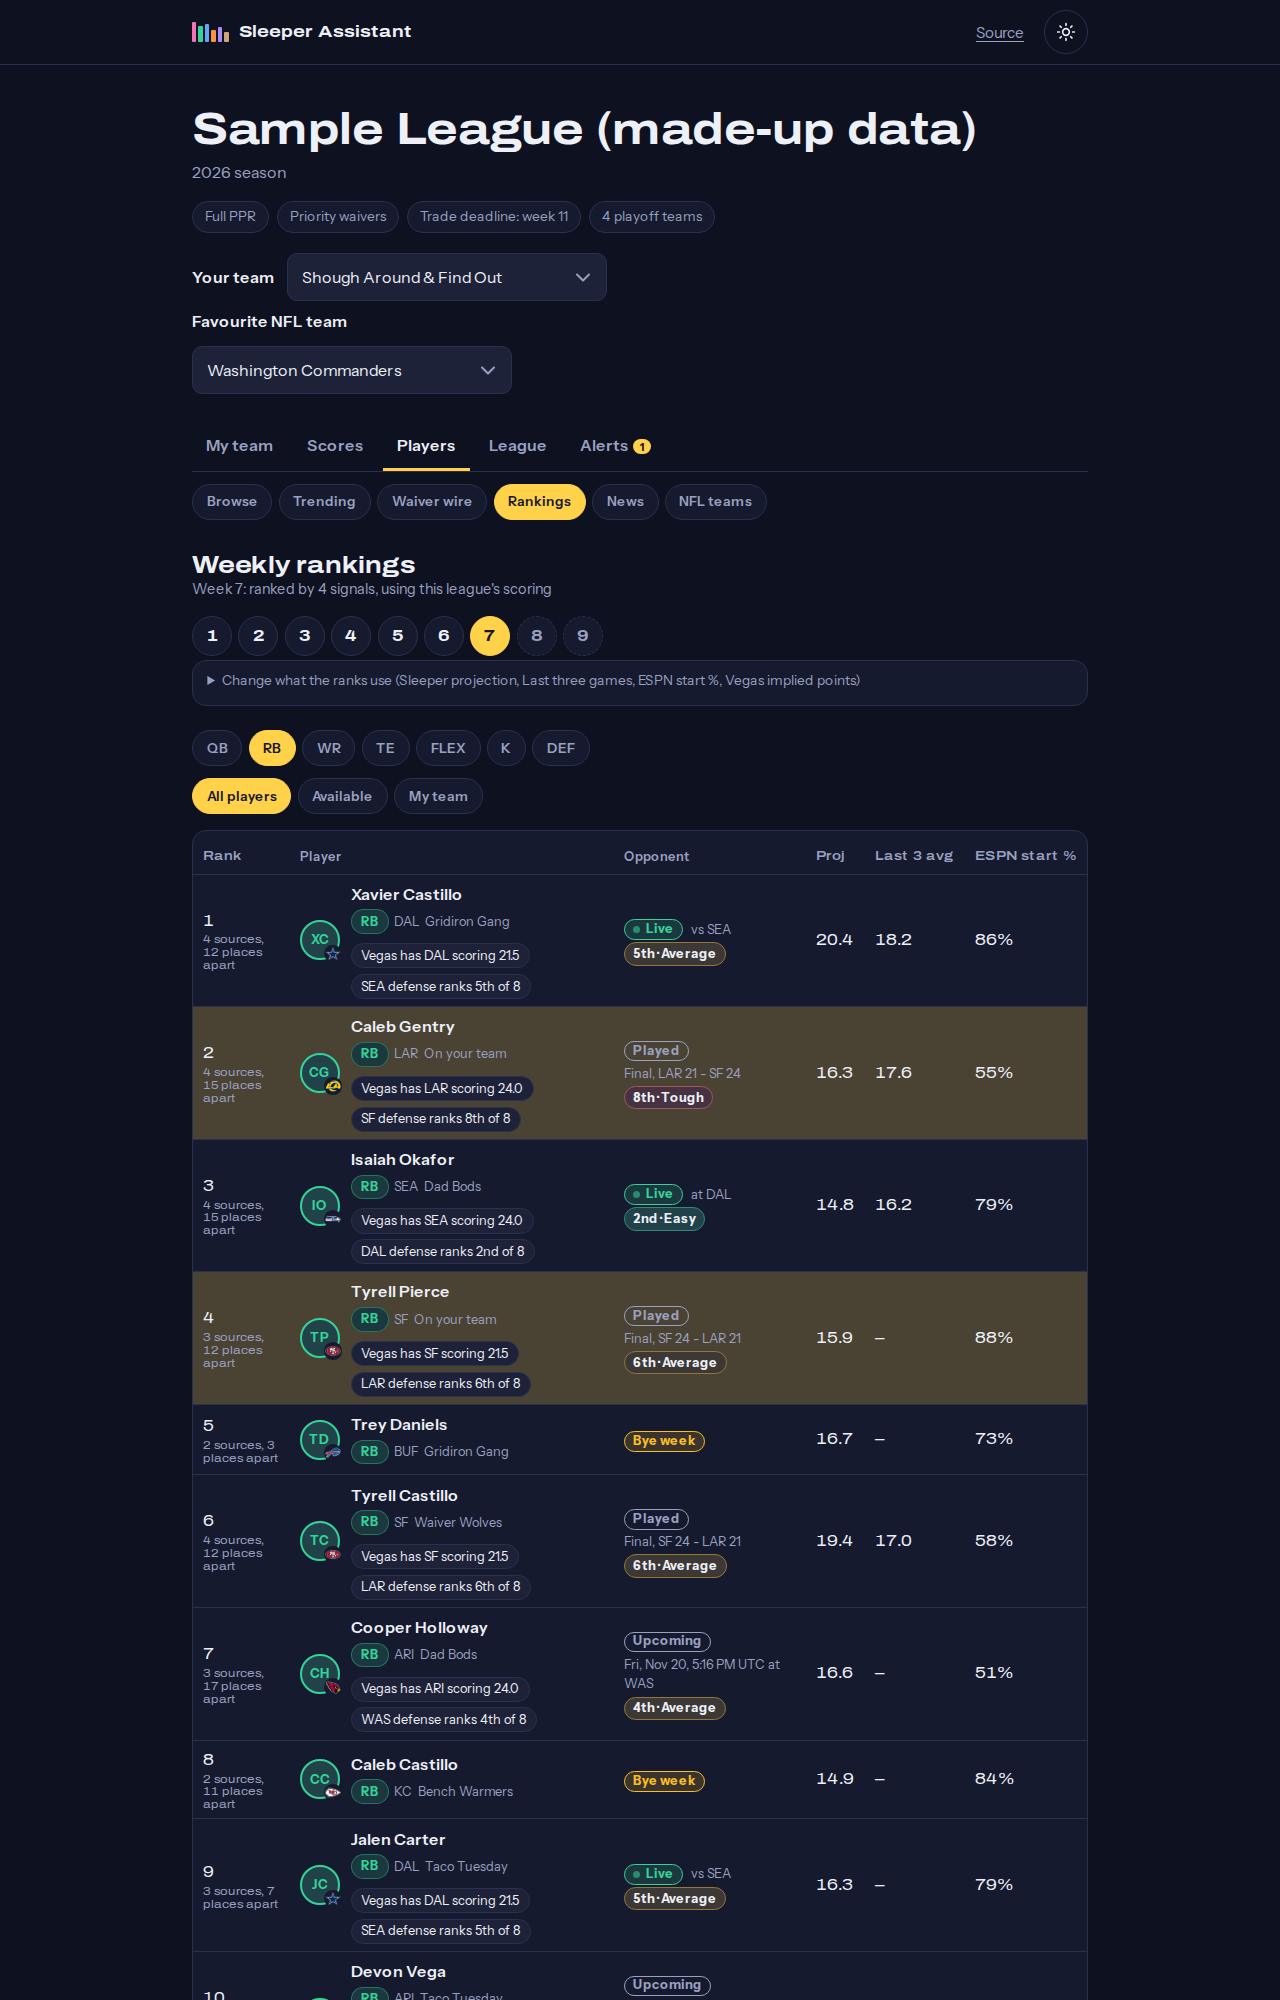 Sleeper Assistant
Source
Sample League (made-up data)
2026 season
Full PPR
Priority waivers
Trade deadline: week 11
4 playoff teams
Your team
Shough Around & Find Out
Favourite NFL team
Washington Commanders
My team
Scores
Players
League
Alerts 1
Browse
Trending
Waiver wire
Rankings
News
NFL teams
Weekly rankings
Week 7: ranked by 4 signals, using this league's scoring
1 2 3 4 5 6 7 8 9
Change what the ranks use (Sleeper projection, Last three games, ESPN start %, Vegas implied points)
QB RB WR TE FLEX K DEF
All players
Available
My team
Rank Player Opponent Proj Last 3 avg ESPN start %
1
4 sources,
12 places
apart
XC
Xavier Castillo
RB DAL Gridiron Gang
Vegas has DAL scoring 21.5
SEA defense ranks 5th of 8
Live vs SEA
5th·Average
20.4 18.2 86%
2
4 sources,
15 places
apart
CG
Caleb Gentry
RB LAR On your team
Vegas has LAR scoring 24.0
SF defense ranks 8th of 8
Played
Final, LAR 21 - SF 24
8th·Tough
16.3 17.6 55%
3
4 sources,
15 places
apart
IO
Isaiah Okafor
RB SEA Dad Bods
Vegas has SEA scoring 24.0
DAL defense ranks 2nd of 8
Live at DAL
2nd·Easy
14.8 16.2 79%
4
3 sources,
12 places
apart
TP
Tyrell Pierce
RB SF On your team
Vegas has SF scoring 21.5
LAR defense ranks 6th of 8
Played
Final, SF 24 - LAR 21
6th·Average
15.9 – 88%
5
2 sources, 3
places apart
TD
Trey Daniels
RB BUF Gridiron Gang
Bye week
16.7 – 73%
6
4 sources,
12 places
apart
TC
Tyrell Castillo
RB SF Waiver Wolves
Vegas has SF scoring 21.5
LAR defense ranks 6th of 8
Played
Final, SF 24 - LAR 21
6th·Average
19.4 17.0 58%
7
3 sources,
17 places
apart
CH
Cooper Holloway
RB ARI Dad Bods
Vegas has ARI scoring 24.0
WAS defense ranks 4th of 8
Upcoming
Fri, Nov 20, 5:16 PM UTC at
WAS
4th·Average
16.6 – 51%
8
2 sources,
11 places
apart
CC
Caleb Castillo
RB KC Bench Warmers
Bye week
14.9 – 84%
9
3 sources, 7
places apart
JC
Jalen Carter
RB DAL Taco Tuesday
Vegas has DAL scoring 21.5
SEA defense ranks 5th of 8
Live vs SEA
5th·Average
16.3 – 79%
10
Devon Vega
RB ARI Taco Tuesday
Upcoming